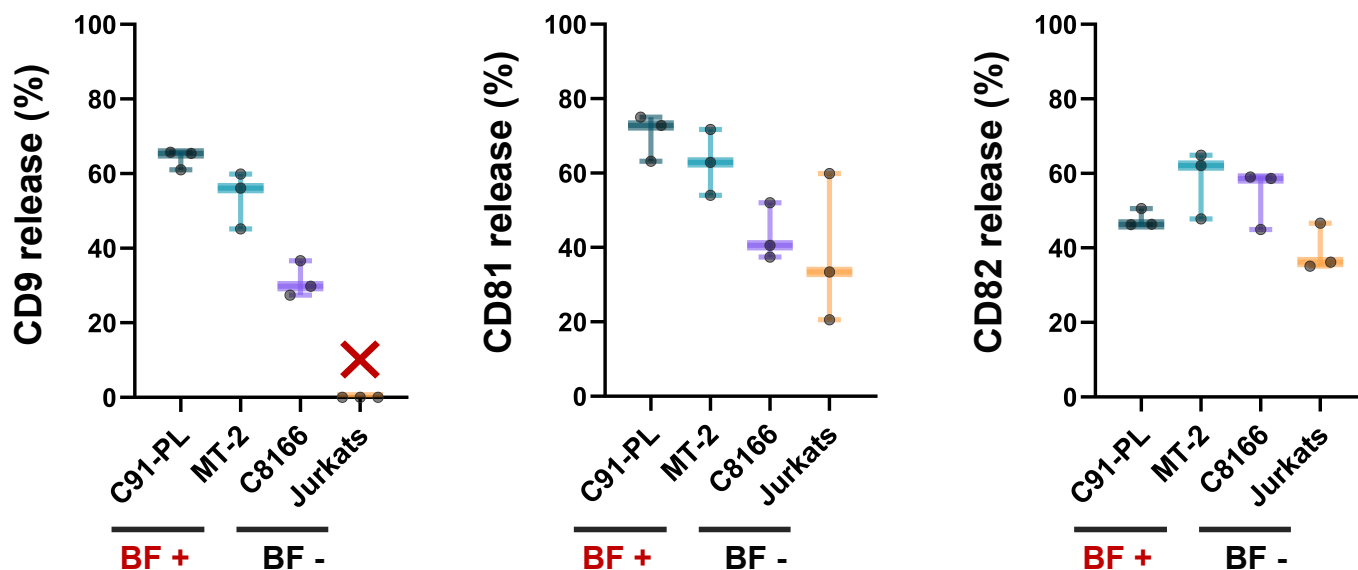 CD9 release (%)
100
80
60
40
20
0
C91-PL
MT-2
C8166
Jurkats
BF +
BF -
CD81 release (%)
100
80
60
40
20
0
C91-PL
MT-2
C8166
Jurkats
BF +
BF -
CD82 release (%)
100
80
60
40
20
0
C91-PL
MT-2
C8166
Jurkats
BF +
BF -